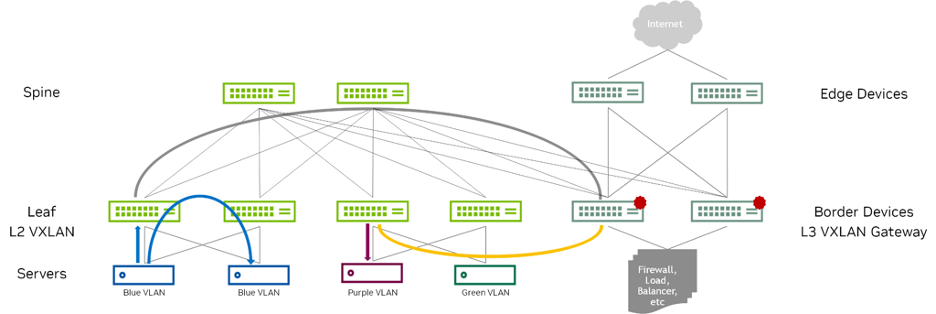 Internet
Spine
Edge Devices
Leaf
L2 VXLAN
Border Devices
L3 VXLAN Gateway
Servers
Blue VLAN
Blue VLAN
Purple VLAN
Green VLAN
Firewall,
Load,
Balancer,
etc